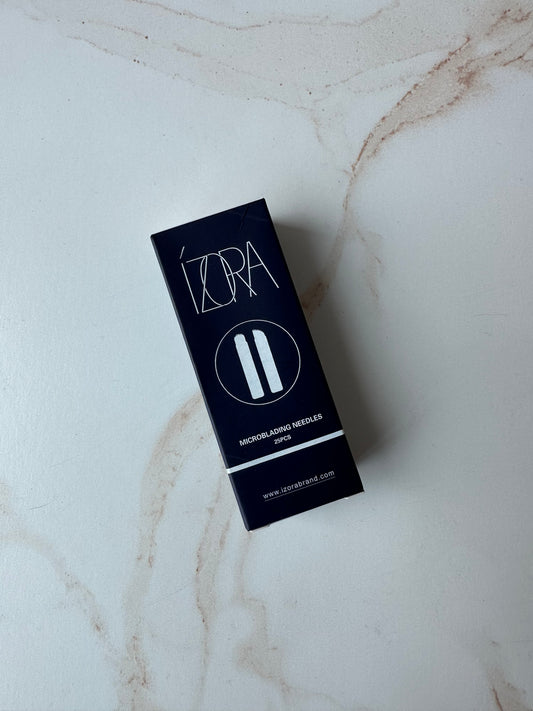 ÍZORA
MICROBLADING NEEDLES
25PCS
www.izorabrand.com